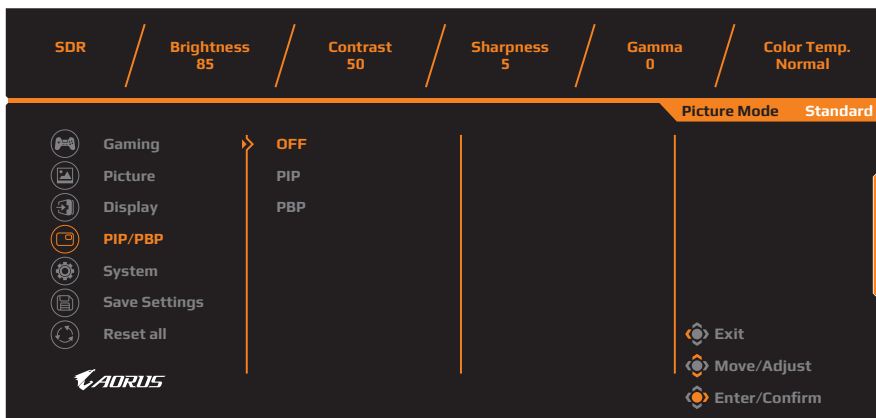 SDR Brightness Contrast Sharpness Gamma Color Temp.
85 50 5 0 Normal
Picture Mode Standard
Gaming OFF
Picture PIP
Display PBP
PIP/PBP
System
Save Settings
Reset all Exit
AORUS Move/Adjust
Enter/Confirm